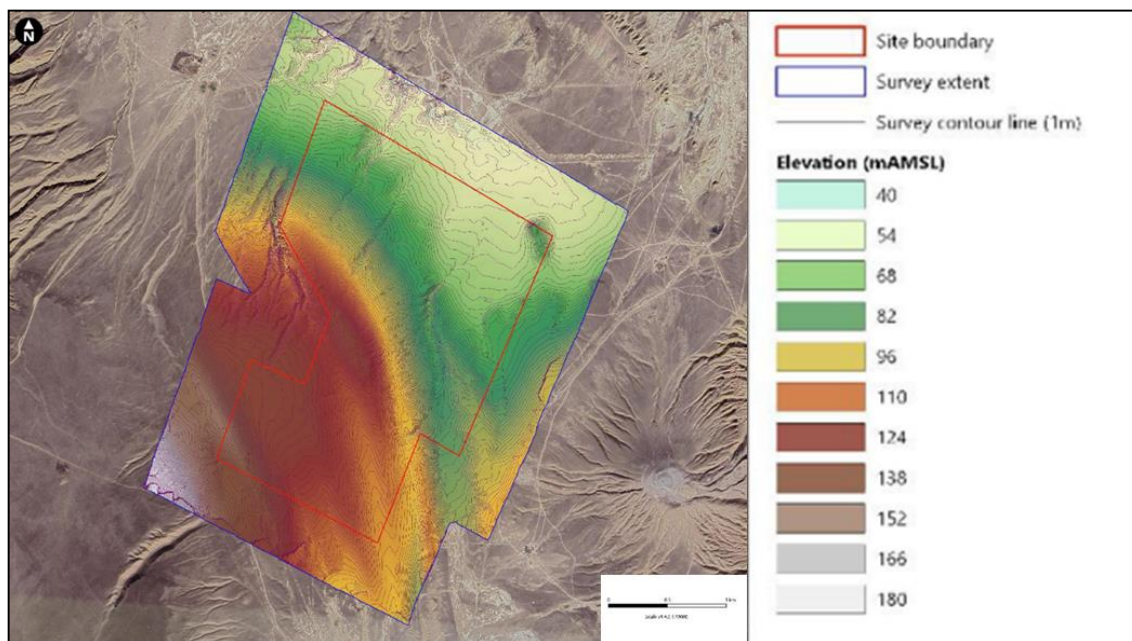 N
Site boundary
Survey extent
Survey contour line (1m)
Elevation (mAMSL)
40
54
68
82
96
110
124
138
152
166
180
0